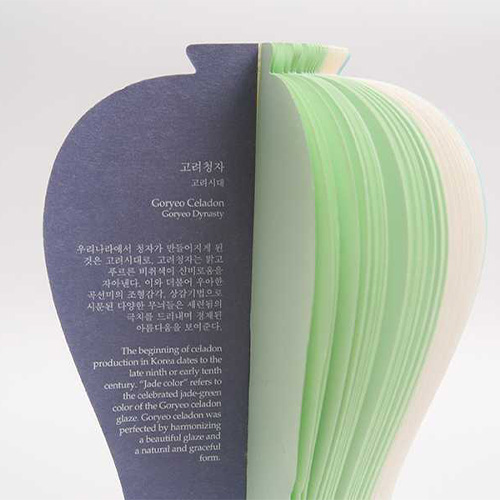 고려청자
고려시대
Goryeo Celadon
Goryeo Dynasty
우리나라에서 청자가 만들어지게 된
것은 고려시대로, 고려청자는 맑고
푸르른 비취색이 신비로움을
자아낸다. 이와 더불어 우아한
곡선미의 조형감각, 상감기법으로
시문된 다양한 무늬들은 세련됨의
극치를 드러내며 절제된
아름다움을 보여준다.
The beginning of celadon
production in Korea dates to the
late ninth or early tenth
century. “Jade color” refers to
the celebrated jade-green
color of the Goryeo celadon
glaze. Goryeo celadon was
perfected by harmonizing
a beautiful glaze and
a natural and graceful
form.